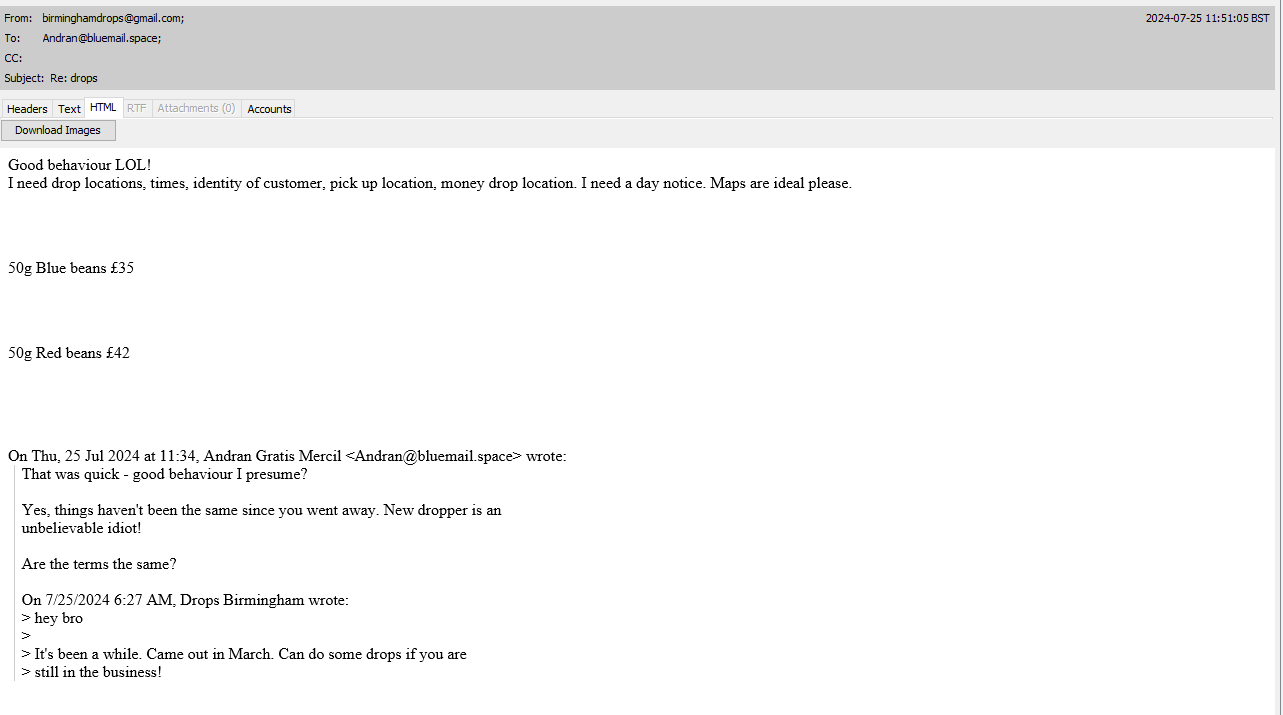 From: birminghamdrops@gmail.com; 2024-07-25 11:51:05 BST
To: Andran@bluemail.space;
CC:
Subject: Re: drops
Headers Text HTML RTF Attachments (0) Accounts
Download Images
Good behaviour LOL!
I need drop locations, times, identity of customer, pick up location, money drop location. I need a day notice. Maps are ideal please.
50g Blue beans £35
50g Red beans £42
On Thu, 25 Jul 2024 at 11:34, Andran Gratis Mercil <Andran@bluemail.space> wrote:
That was quick - good behaviour I presume?
Yes, things haven't been the same since you went away. New dropper is an
unbelievable idiot!
Are the terms the same?
On 7/25/2024 6:27 AM, Drops Birmingham wrote:
> hey bro
>
> It's been a while. Came out in March. Can do some drops if you are
> still in the business!